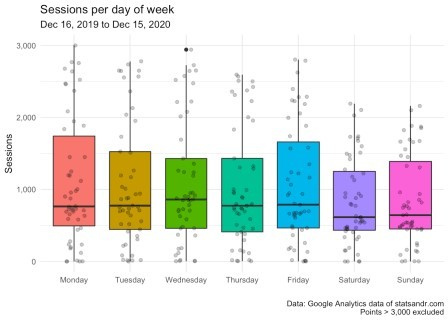 Sessions per day of week
Dec 16, 2019 to Dec 15, 2020
3,000
2,000
1,000
0
Sessions
Monday Tuesday Wednesday Thursday Friday Saturday Sunday
Data: Google Analytics data of statsandr.com
Points > 3,000 excluded